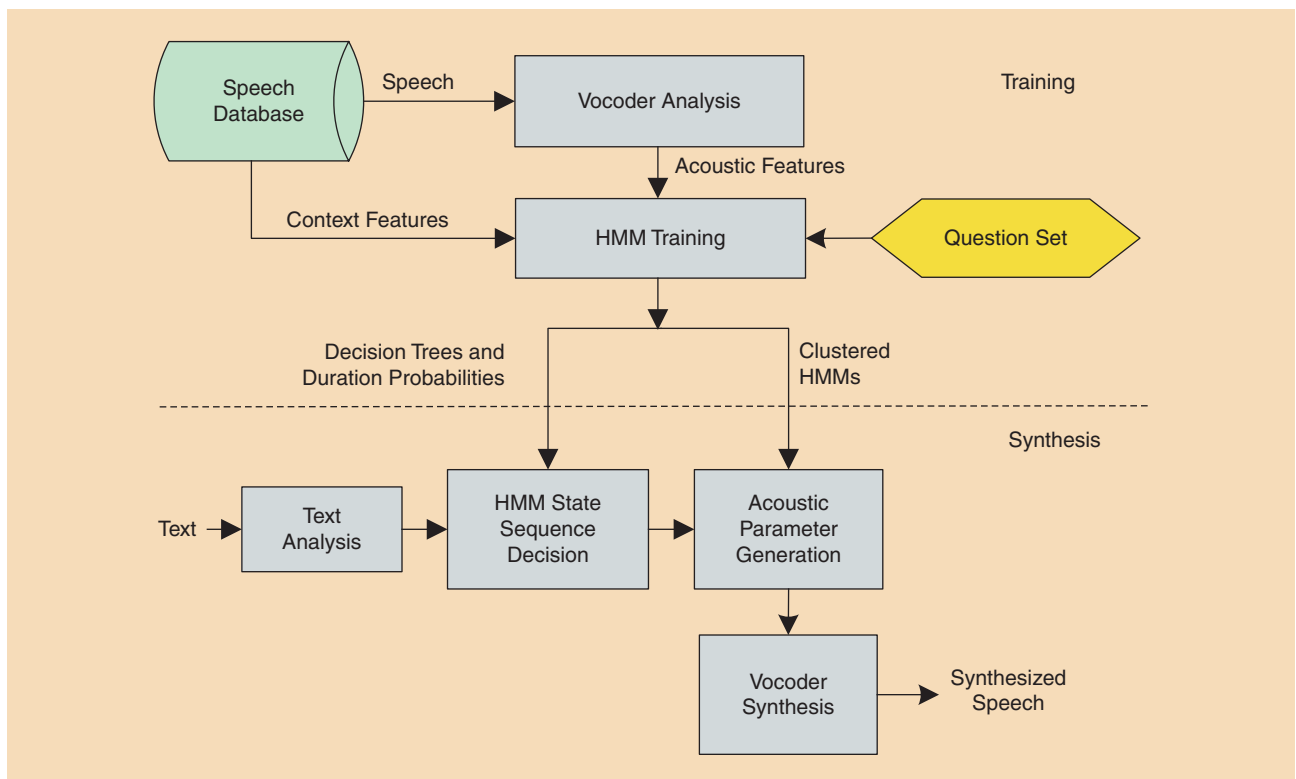 Speech
Database
Speech
Vocoder Analysis
Training
Acoustic Features
Context Features
HMM Training
Question Set
Decision Trees and
Duration Probabilities
Clustered
HMMs
Synthesis
Text
Text
Analysis
HMM State
Sequence
Decision
Acoustic
Parameter
Generation
Vocoder
Synthesis
Synthesized
Speech